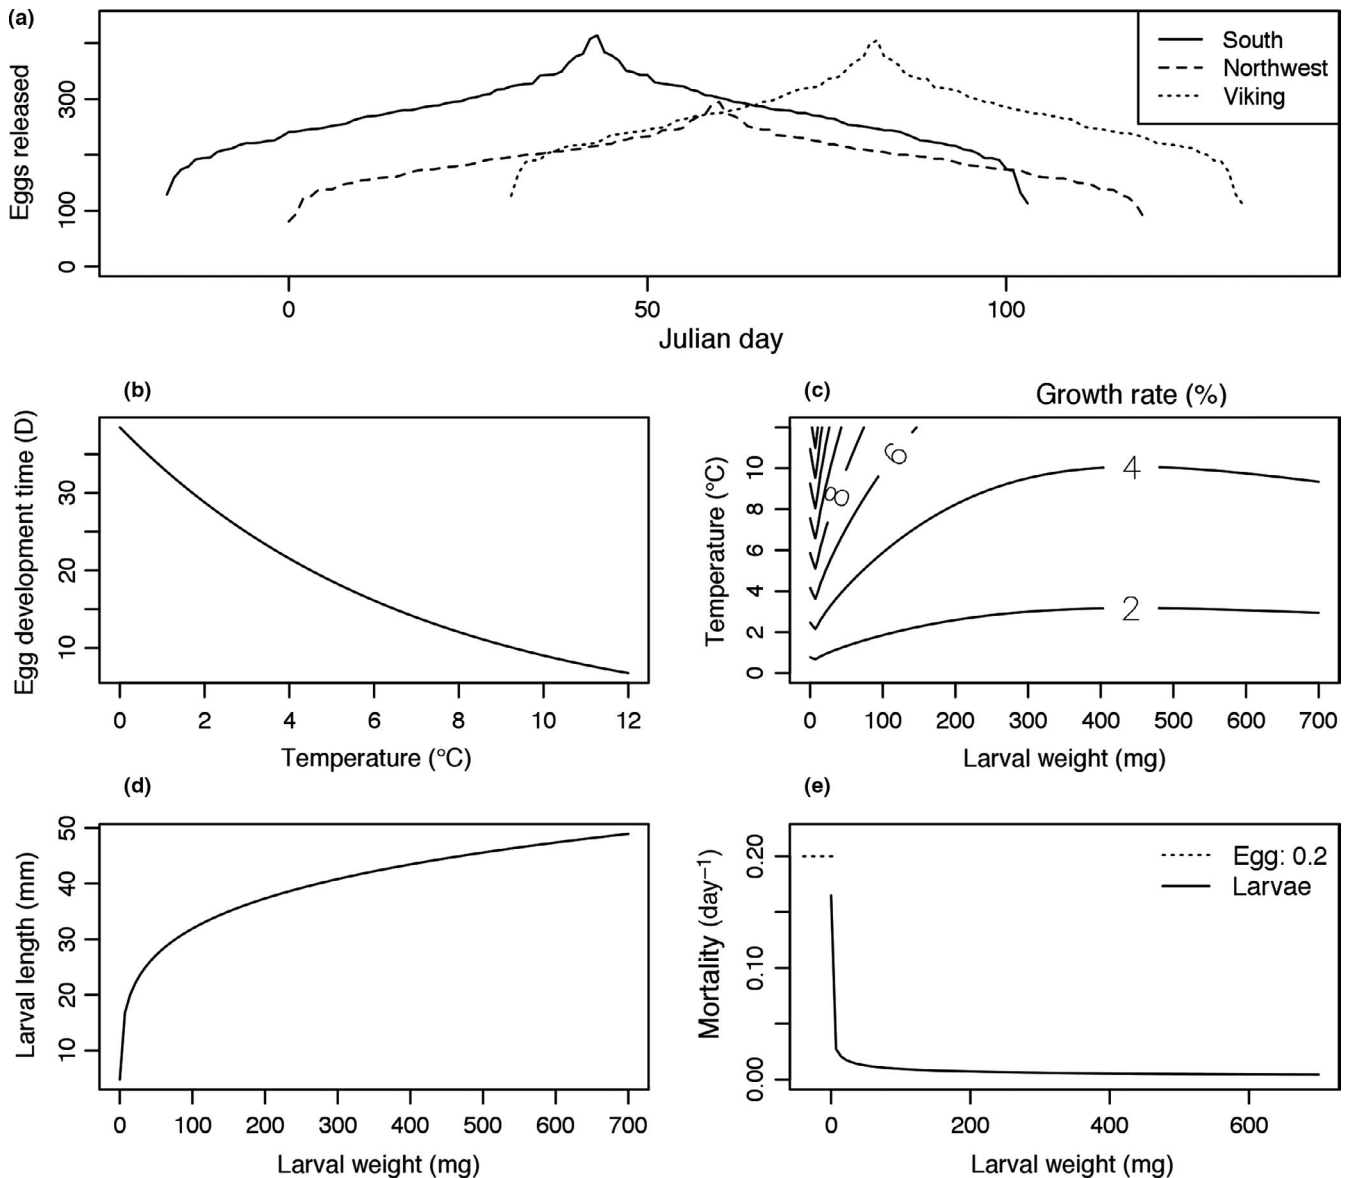 (a)
Eggs released
0
100
300
South
Northwest
Viking
0
50
100
Julian day
(b)
Egg development time (D)
10
20
30
0 2 4 6 8 10 12
Temperature (°C)
(c)
Growth rate (%)
Temperature (°C)
0
2
4
6
8
10
8
6
4
2
0 100 200 300 400 500 600 700
Larval weight (mg)
(d)
Larval length (mm)
10
20
30
40
50
0 100 200 300 400 500 600 700
Larval weight (mg)
(e)
Mortality (day−1)
0.00
0.10
0.20
Egg: 0.2
Larvae
0 200 400 600
Larval weight (mg)